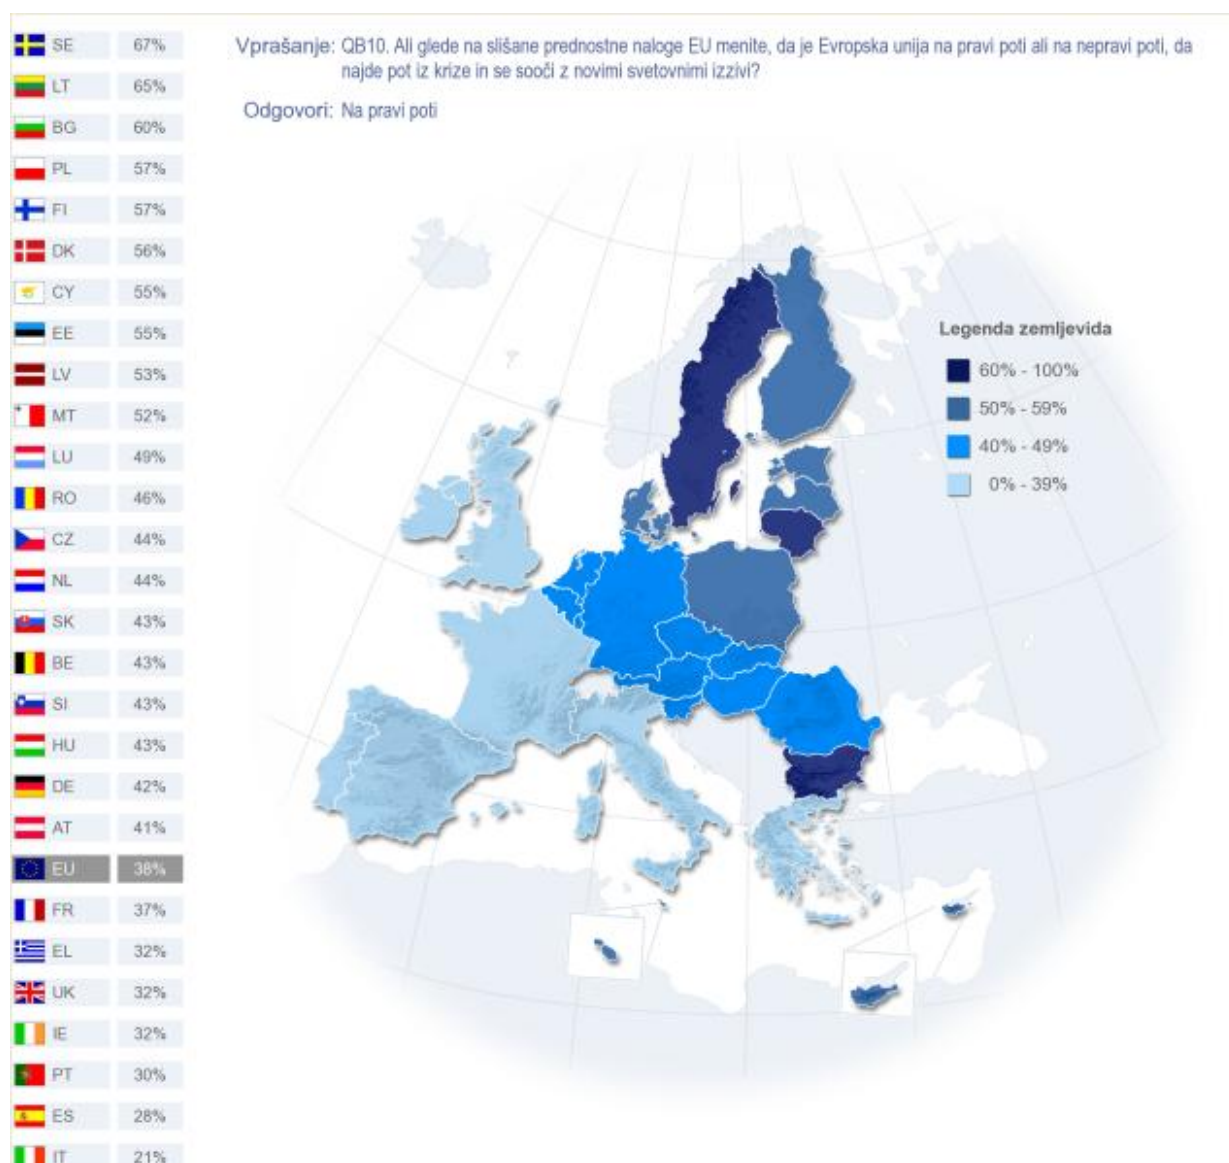 SE 67%
LT 65%
BG 60%
PL 57%
FI 57%
DK 56%
CY 55%
EE 55%
LV 53%
MT 52%
LU 49%
RO 46%
CZ 44%
NL 44%
SK 43%
BE 43%
SI 43%
HU 43%
DE 42%
AT 41%
EU 38%
FR 37%
EL 32%
UK 32%
IE 32%
PT 30%
ES 28%
IT 21%
Vprašanje: QB10. Ali glede na slišane prednostne naloge EU menite, da je Evropska unija na pravi poti ali na nepravi poti, da
najde pot iz krize in se sooči z novimi svetovnimi izzivi?
Odgovori: Na pravi poti
Legenda zemljevida
60% - 100%
50% - 59%
40% - 49%
0% - 39%